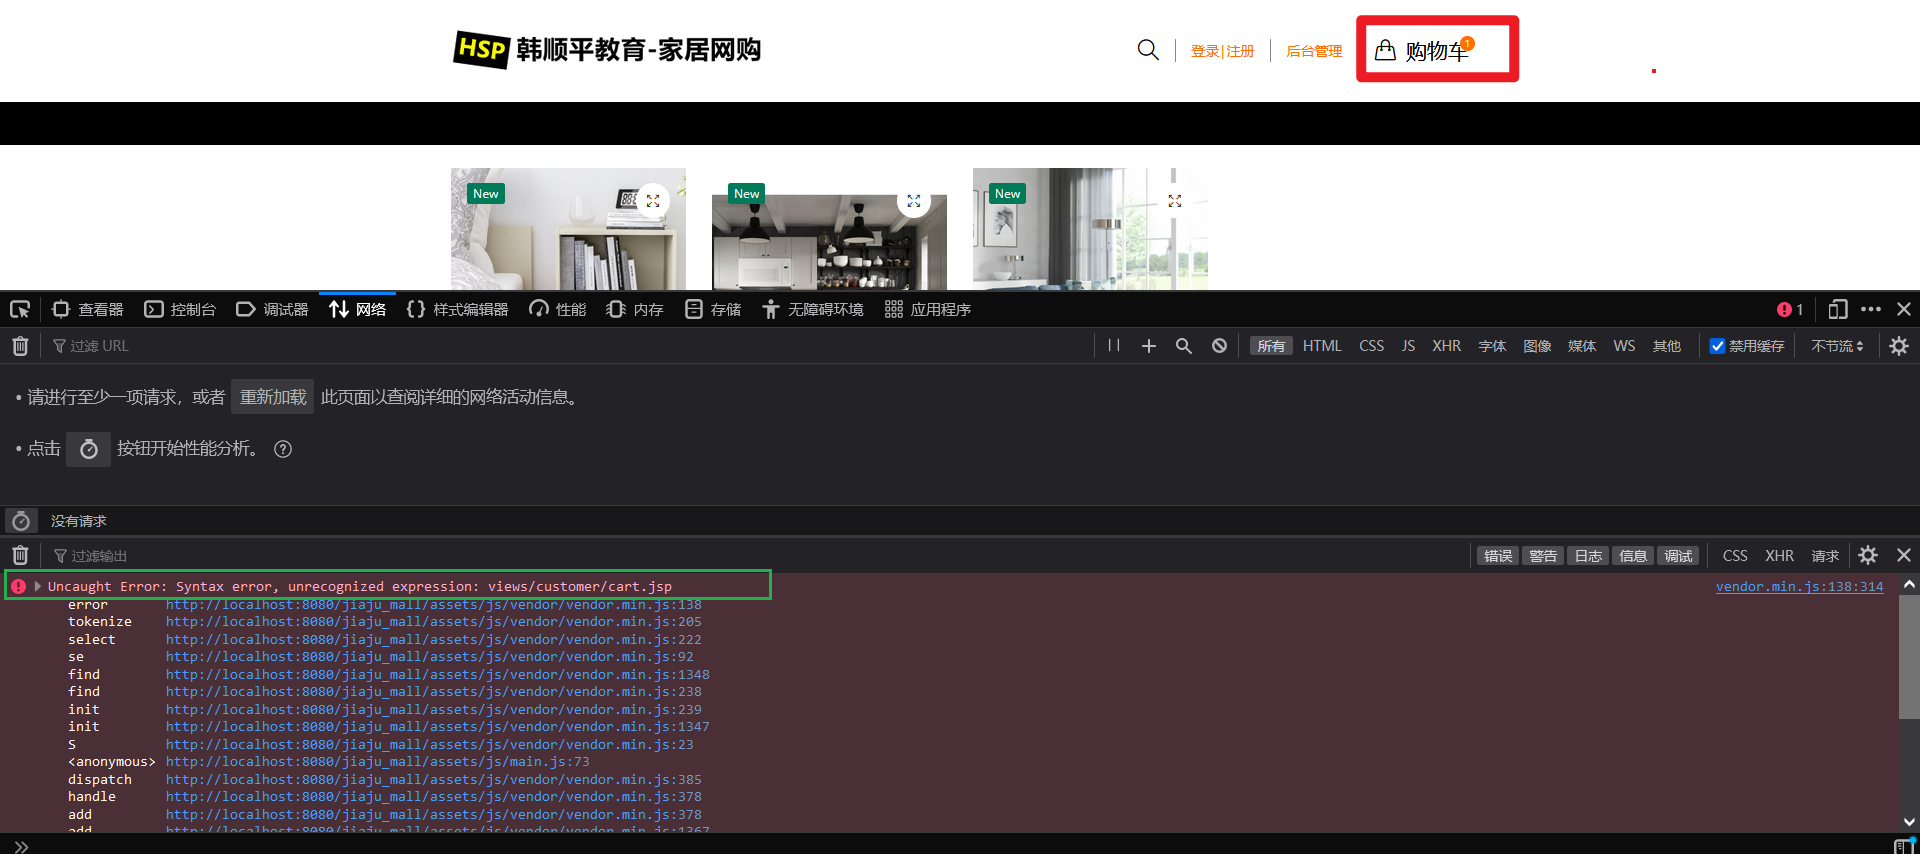 HSP 韩顺平教育-家居网购
登录|注册
后台管理
购物车 1
New
New
New
查看器 控制台 调试器 网络 样式编辑器 性能 内存 存储 无障碍环境 应用程序 1
过滤 URL 所有 HTML CSS JS XHR 字体 图像 媒体 WS 其他 禁用缓存 不节流
• 请进行至少一项请求，或者 重新加载 此页面以查阅详细的网络活动信息。
• 点击 按钮开始性能分析。 ?
没有请求
过滤输出 错误 警告 日志 信息 调试 CSS XHR 请求
Uncaught Error: Syntax error, unrecognized expression: views/customer/cart.jsp vendor.min.js:138:314
error http://localhost:8080/jiaju_mall/assets/js/vendor/vendor.min.js:138
tokenize http://localhost:8080/jiaju_mall/assets/js/vendor/vendor.min.js:205
select http://localhost:8080/jiaju_mall/assets/js/vendor/vendor.min.js:222
se http://localhost:8080/jiaju_mall/assets/js/vendor/vendor.min.js:92
find http://localhost:8080/jiaju_mall/assets/js/vendor/vendor.min.js:1348
find http://localhost:8080/jiaju_mall/assets/js/vendor/vendor.min.js:238
init http://localhost:8080/jiaju_mall/assets/js/vendor/vendor.min.js:239
init http://localhost:8080/jiaju_mall/assets/js/vendor/vendor.min.js:1347
S http://localhost:8080/jiaju_mall/assets/js/vendor/vendor.min.js:23
<anonymous> http://localhost:8080/jiaju_mall/assets/js/main.js:73
dispatch http://localhost:8080/jiaju_mall/assets/js/vendor/vendor.min.js:385
handle http://localhost:8080/jiaju_mall/assets/js/vendor/vendor.min.js:378
add http://localhost:8080/jiaju_mall/assets/js/vendor/vendor.min.js:378
add http://localhost:8080/jiaju_mall/assets/js/vendor/vendor.min.js:1367